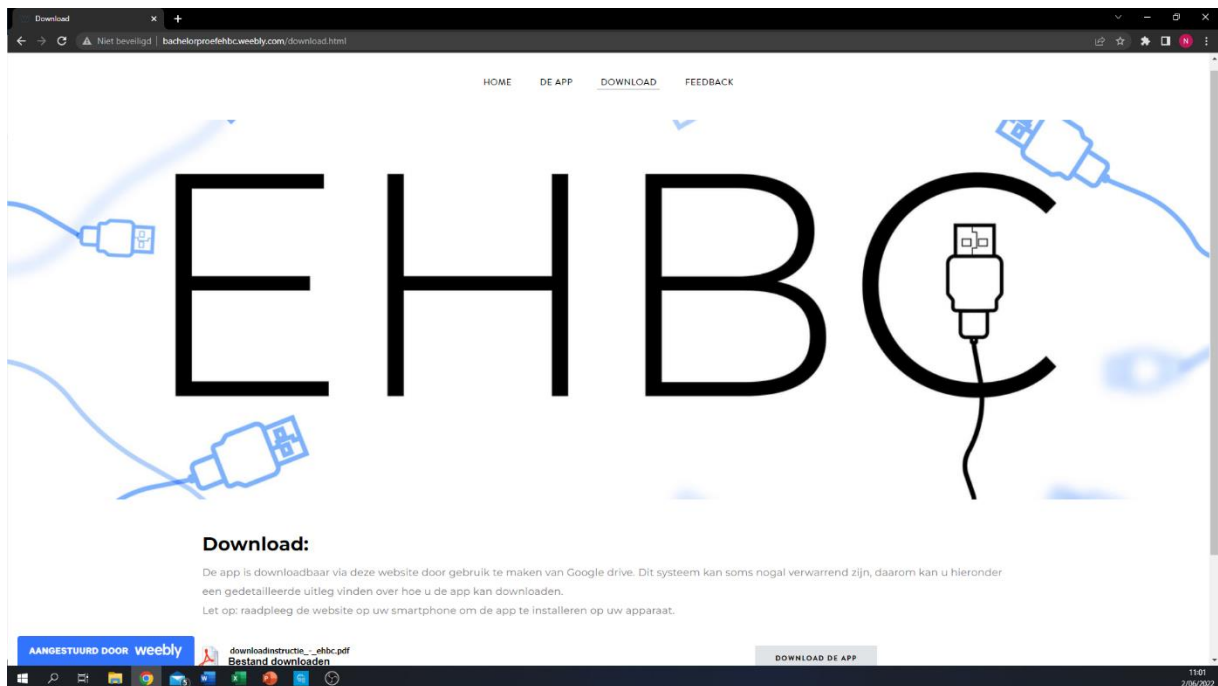 Download
Niet beveiligd | bachelorproefehbc.weebly.com/download.html
N
HOME DE APP DOWNLOAD FEEDBACK
EHBC
Download:
De app is downloadbaar via deze website door gebruik te maken van Google drive. Dit systeem kan soms nogal verwarrend zijn, daarom kan u hieronder
een gedetailleerde uitleg vinden over hoe u de app kan downloaden.
Let op: raadpleeg de website op uw smartphone om de app te installeren op uw apparaat.
AANGESTUURD DOOR weebly
downloadinstructie_-_ehbc.pdf
Bestand downloaden
DOWNLOAD DE APP
11:01
2/06/2022